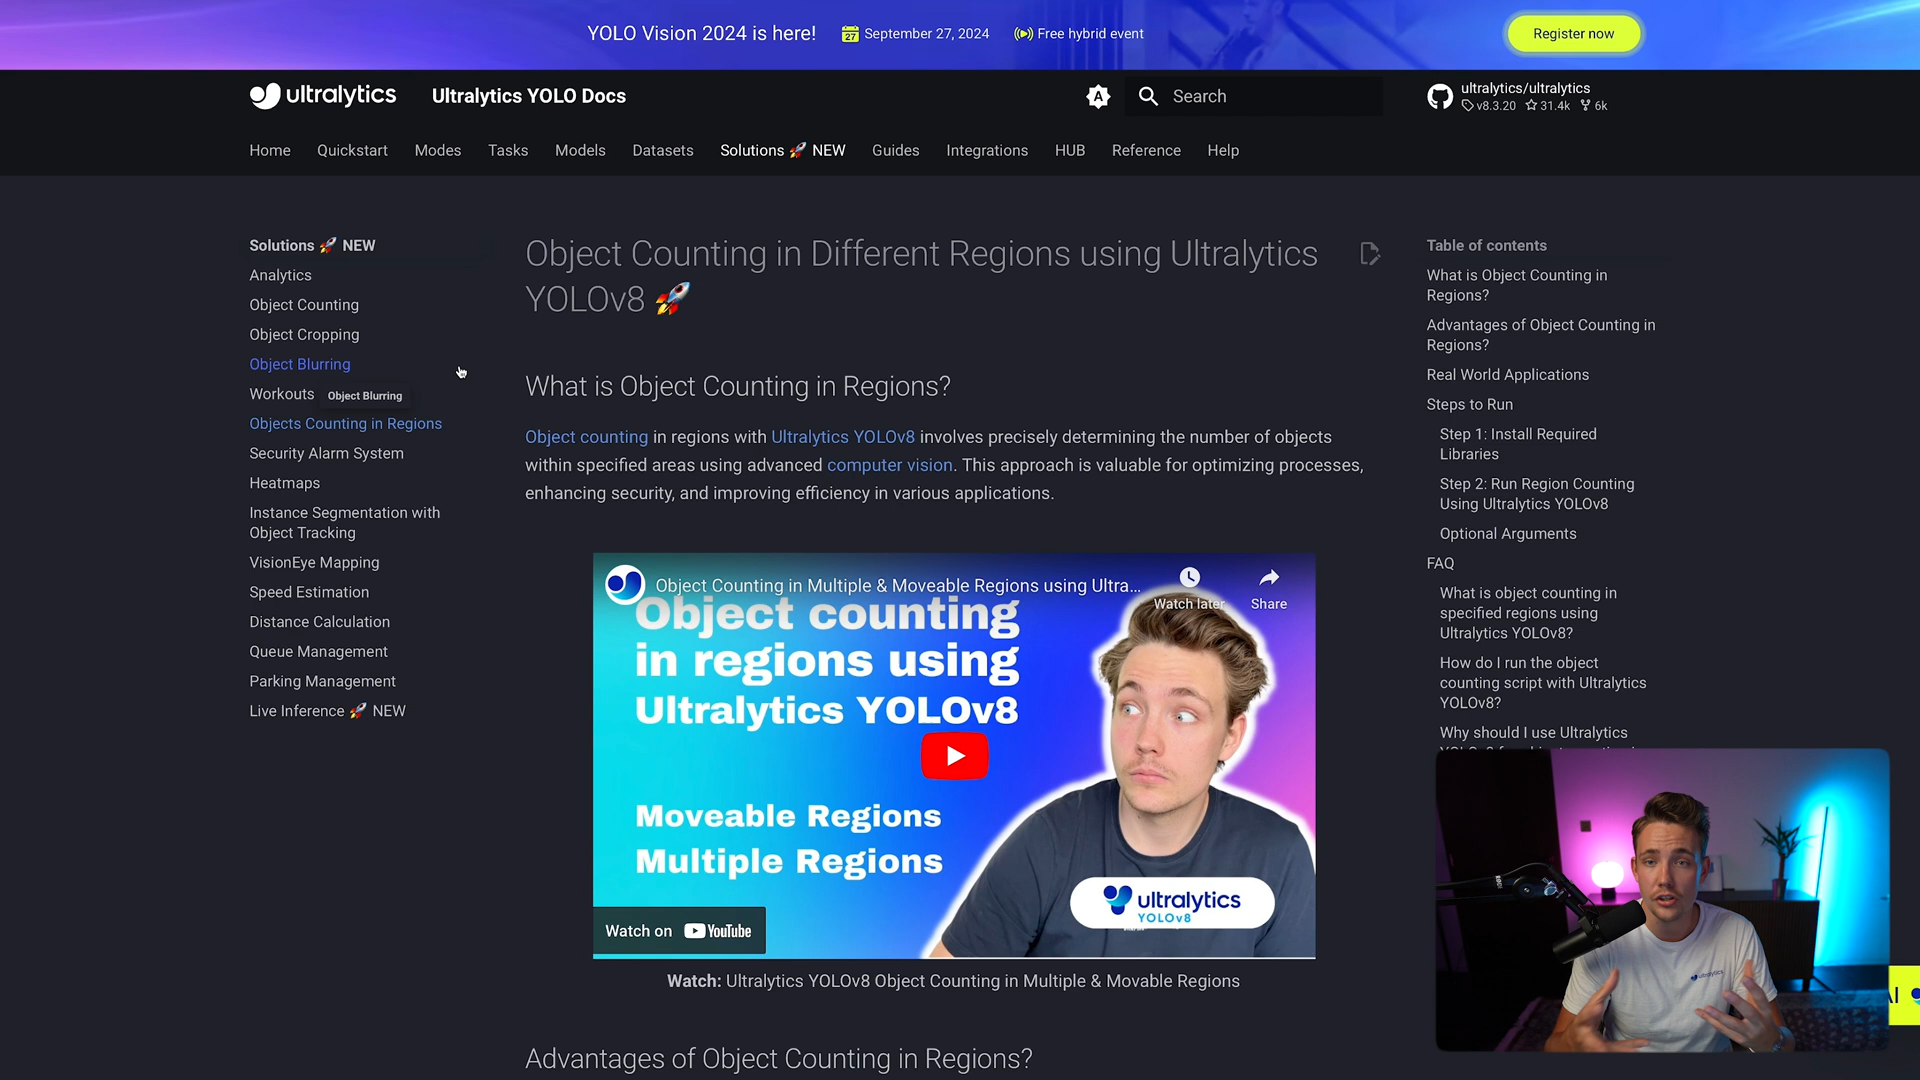 YOLO Vision 2024 is here!
27
September 27, 2024
Free hybrid event
Register now
ultralytics
Ultralytics YOLO Docs
A
Search
ultralytics/ultralytics
v8.3.20 31.4k 6k
Home Quickstart Modes Tasks Models Datasets Solutions 🚀 NEW Guides Integrations HUB Reference Help
Solutions 🚀 NEW
Analytics
Object Counting
Object Cropping
Object Blurring
Workouts
Object Blurring
Objects Counting in Regions
Security Alarm System
Heatmaps
Instance Segmentation with
Object Tracking
VisionEye Mapping
Speed Estimation
Distance Calculation
Queue Management
Parking Management
Live Inference 🚀 NEW
Object Counting in Different Regions using Ultralytics
YOLOv8 🚀
What is Object Counting in Regions?
Object counting in regions with Ultralytics YOLOv8 involves precisely determining the number of objects
within specified areas using advanced computer vision. This approach is valuable for optimizing processes,
enhancing security, and improving efficiency in various applications.
Object Counting in Multiple & Moveable Regions using Ultra...
Watch later
Share
Object counting
in regions using
Ultralytics YOLOv8
Moveable Regions
Multiple Regions
ultralytics
YOLOv8
Watch on YouTube
Watch: Ultralytics YOLOv8 Object Counting in Multiple & Movable Regions
Advantages of Object Counting in Regions?
Table of contents
What is Object Counting in
Regions?
Advantages of Object Counting in
Regions?
Real World Applications
Steps to Run
Step 1: Install Required
Libraries
Step 2: Run Region Counting
Using Ultralytics YOLOv8
Optional Arguments
FAQ
What is object counting in
specified regions using
Ultralytics YOLOv8?
How do I run the object
counting script with Ultralytics
YOLOv8?
Why should I use Ultralytics
ultralytics